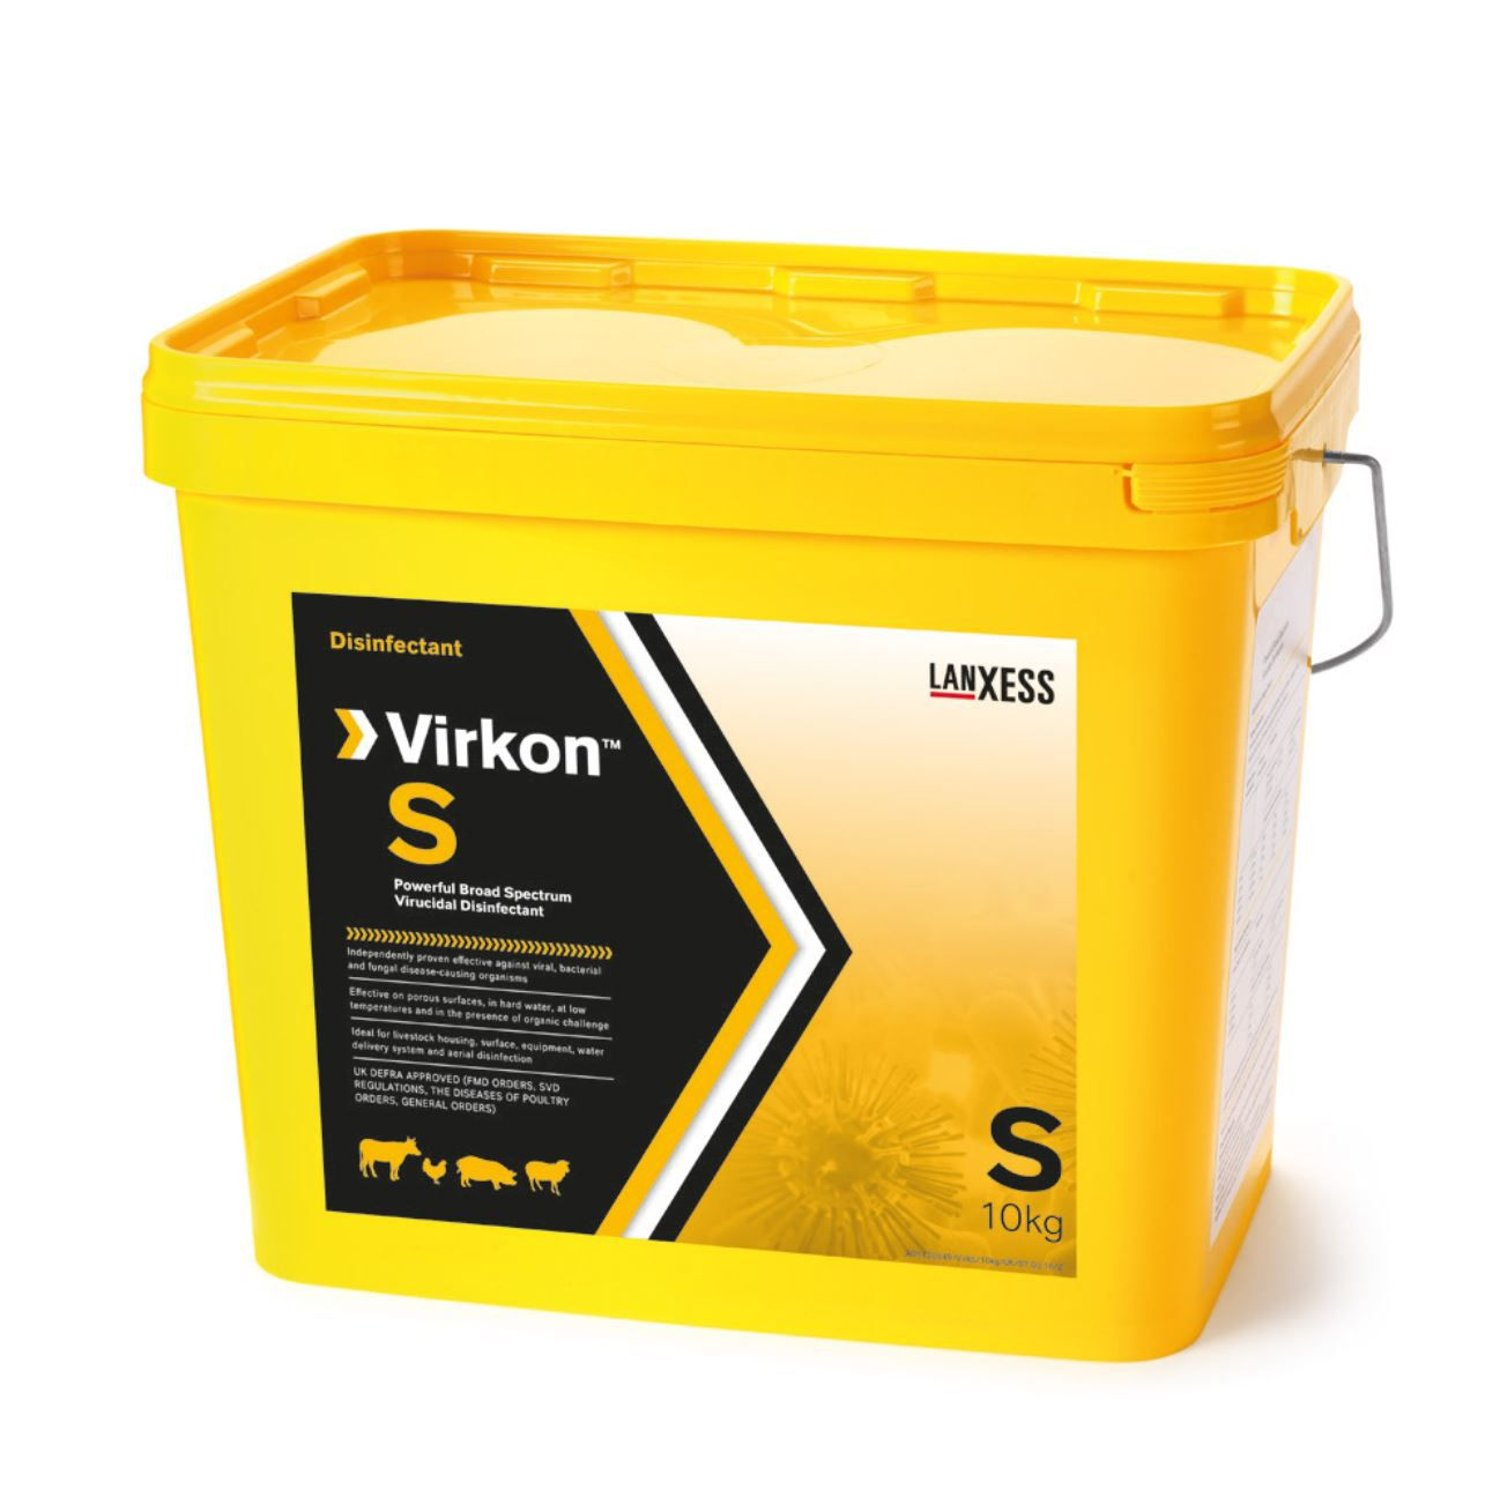 Disinfectant
LANXESS
Virkon™
S
Powerful Broad Spectrum
Virucidal Disinfectant
Independently proven effective against viral, bacterial
and fungal disease-causing organisms
Effective on porous surfaces, in hard water, at low
temperatures and in the presence of organic challenge
Ideal for livestock housing, surface, equipment, water
delivery system and aerial disinfection
UK DEFRA APPROVED (FMD ORDERS, SVD
REGULATIONS, THE DISEASES OF POULTRY
ORDERS, GENERAL ORDERS)
S
10kg